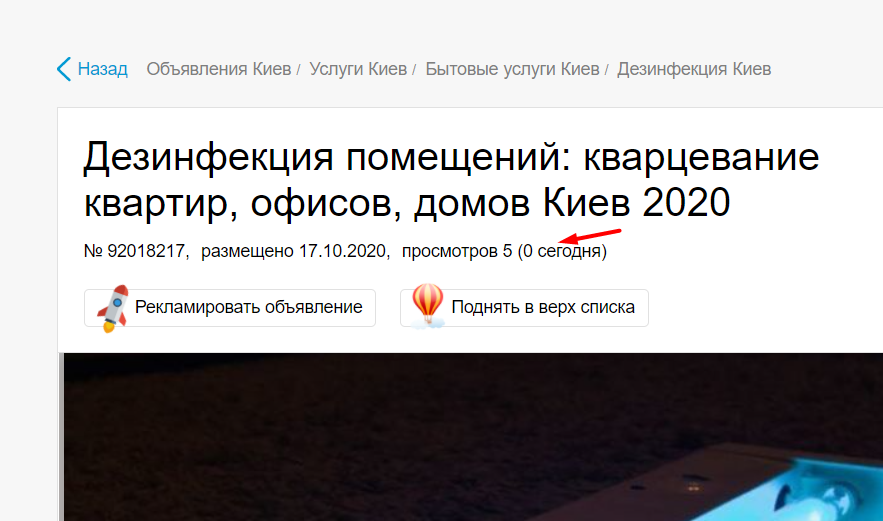 Назад Объявления Киев / Услуги Киев / Бытовые услуги Киев / Дезинфекция Киев
Дезинфекция помещений: кварцевание
квартир, офисов, домов Киев 2020
№ 92018217, размещено 17.10.2020, просмотров 5 (0 сегодня)
Рекламировать объявление Поднять в верх списка